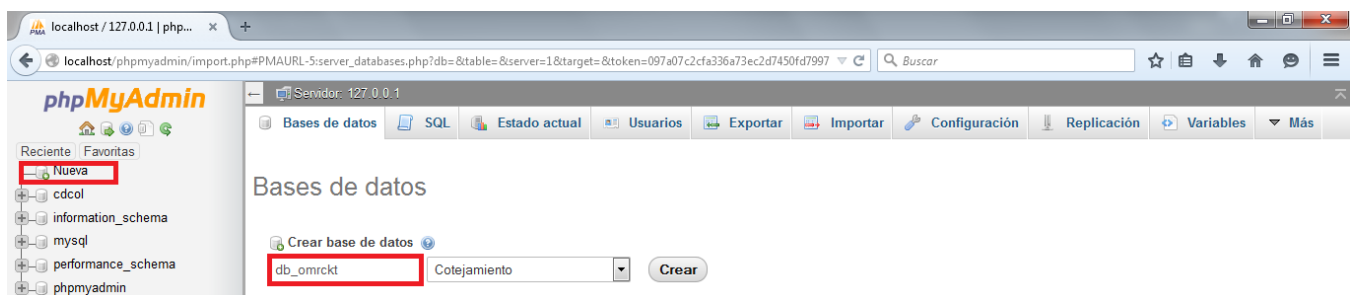 localhost / 127.0.0.1 | php... × +
localhost/phpmyadmin/import.php#PMAURL-5:server_databases.php?db=&table=&server=1&target=&token=097a07c2cfa336a73ec2d7450fd7997 Buscar
phpMyAdmin
Reciente Favoritas
Nueva
cdcol
information_schema
mysql
performance_schema
phpmyadmin
Servidor: 127.0.0.1
Bases de datos SQL Estado actual Usuarios Exportar Importar Configuración Replicación Variables Más
Bases de datos
Crear base de datos
db_omrckt Cotejamiento Crear